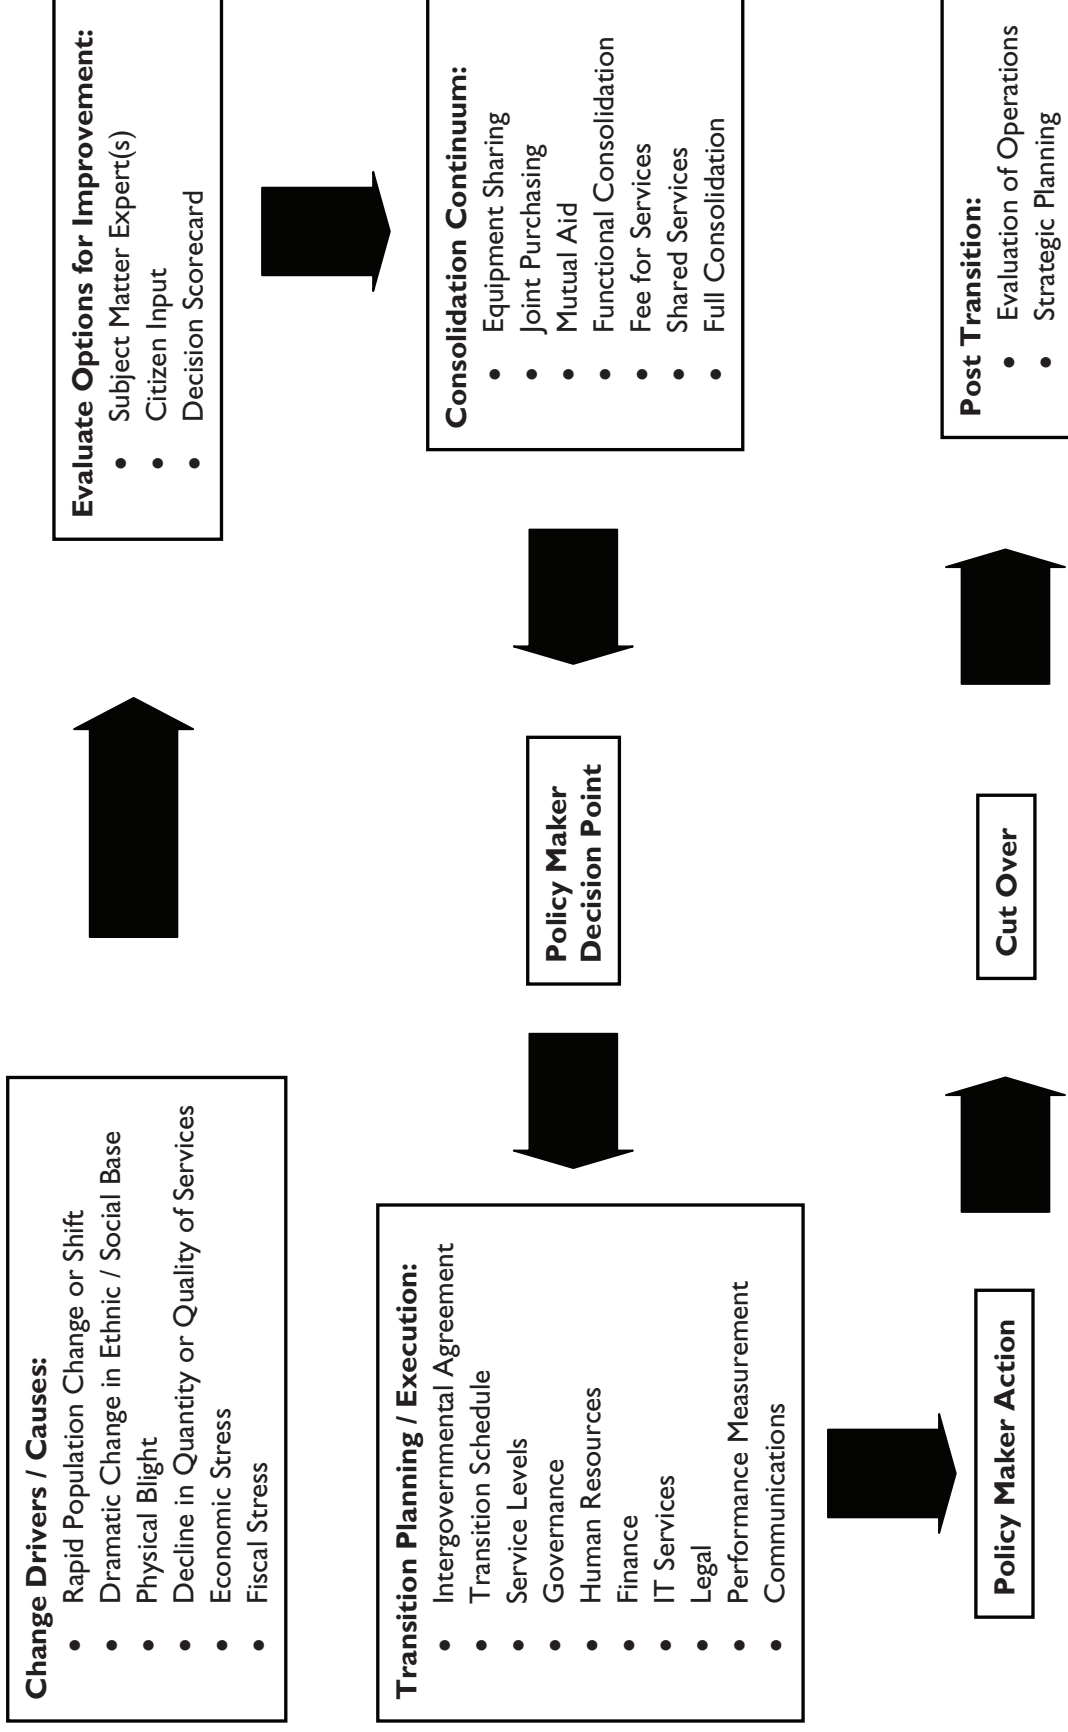 Change Drivers / Causes:
• Rapid Population Change or Shift
• Dramatic Change in Ethnic / Social Base
• Physical Blight
• Decline in Quantity or Quality of Services
• Economic Stress
• Fiscal Stress
Evaluate Options for Improvement:
• Subject Matter Expert(s)
• Citizen Input
• Decision Scorecard
Consolidation Continuum:
• Equipment Sharing
• Joint Purchasing
• Mutual Aid
• Functional Consolidation
• Fee for Services
• Shared Services
• Full Consolidation
Policy Maker
Decision Point
Transition Planning / Execution:
• Intergovernmental Agreement
• Transition Schedule
• Service Levels
• Governance
• Human Resources
• Finance
• IT Services
• Legal
• Performance Measurement
• Communications
Policy Maker Action
Cut Over
Post Transition:
• Evaluation of Operations
• Strategic Planning